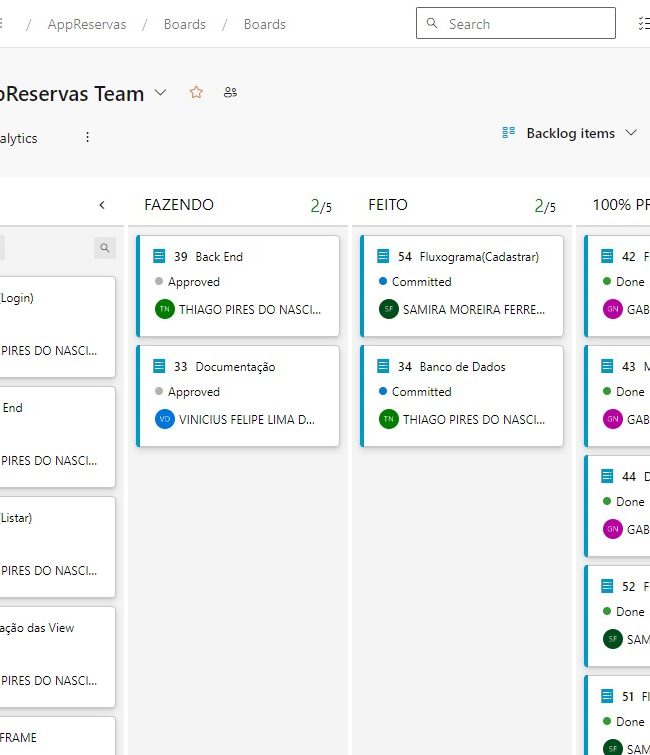 / AppReservas / Boards / Boards
Search
pReservas Team
alytics
Backlog items
FAZENDO 2/5
FEITO 2/5
100% PR
Login)
PIRES DO NASCI...
End
PIRES DO NASCI...
(Listar)
PIRES DO NASCI...
ação das View
PIRES DO NASCI...
FRAME
39 Back End
Approved
TN THIAGO PIRES DO NASCI...
33 Documentação
Approved
VD VINICIUS FELIPE LIMA D...
54 Fluxograma(Cadastrar)
Committed
SF SAMIRA MOREIRA FERRE...
34 Banco de Dados
Committed
TN THIAGO PIRES DO NASCI...
42 F
Done
GN GAB
43 M
Done
GN GAB
44 D
Done
GN GAB
52 F
Done
SF SAM
51 Fl
Done
SF SAM